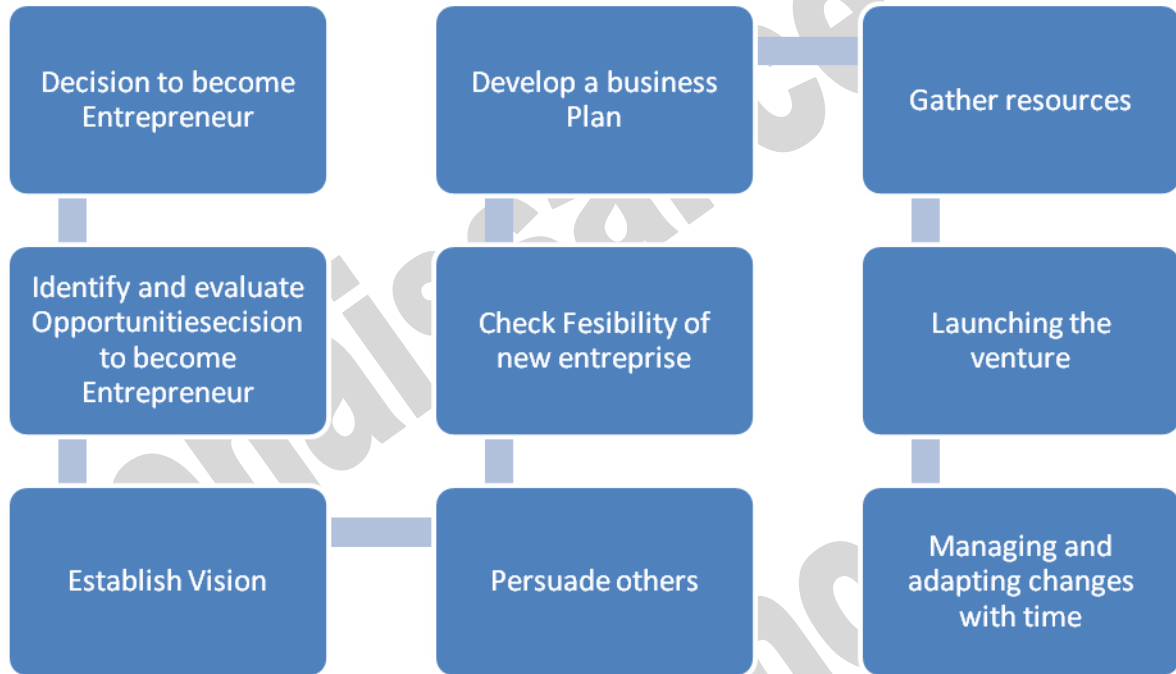 Decision to become
Entrepreneur
Identify and evaluate
Opportunitiesecision
to become
Entrepreneur
Establish Vision
Persuade others
Check Fesibility of
new entreprise
Develop a business
Plan
Gather resources
Launching the
venture
Managing and
adapting changes
with time